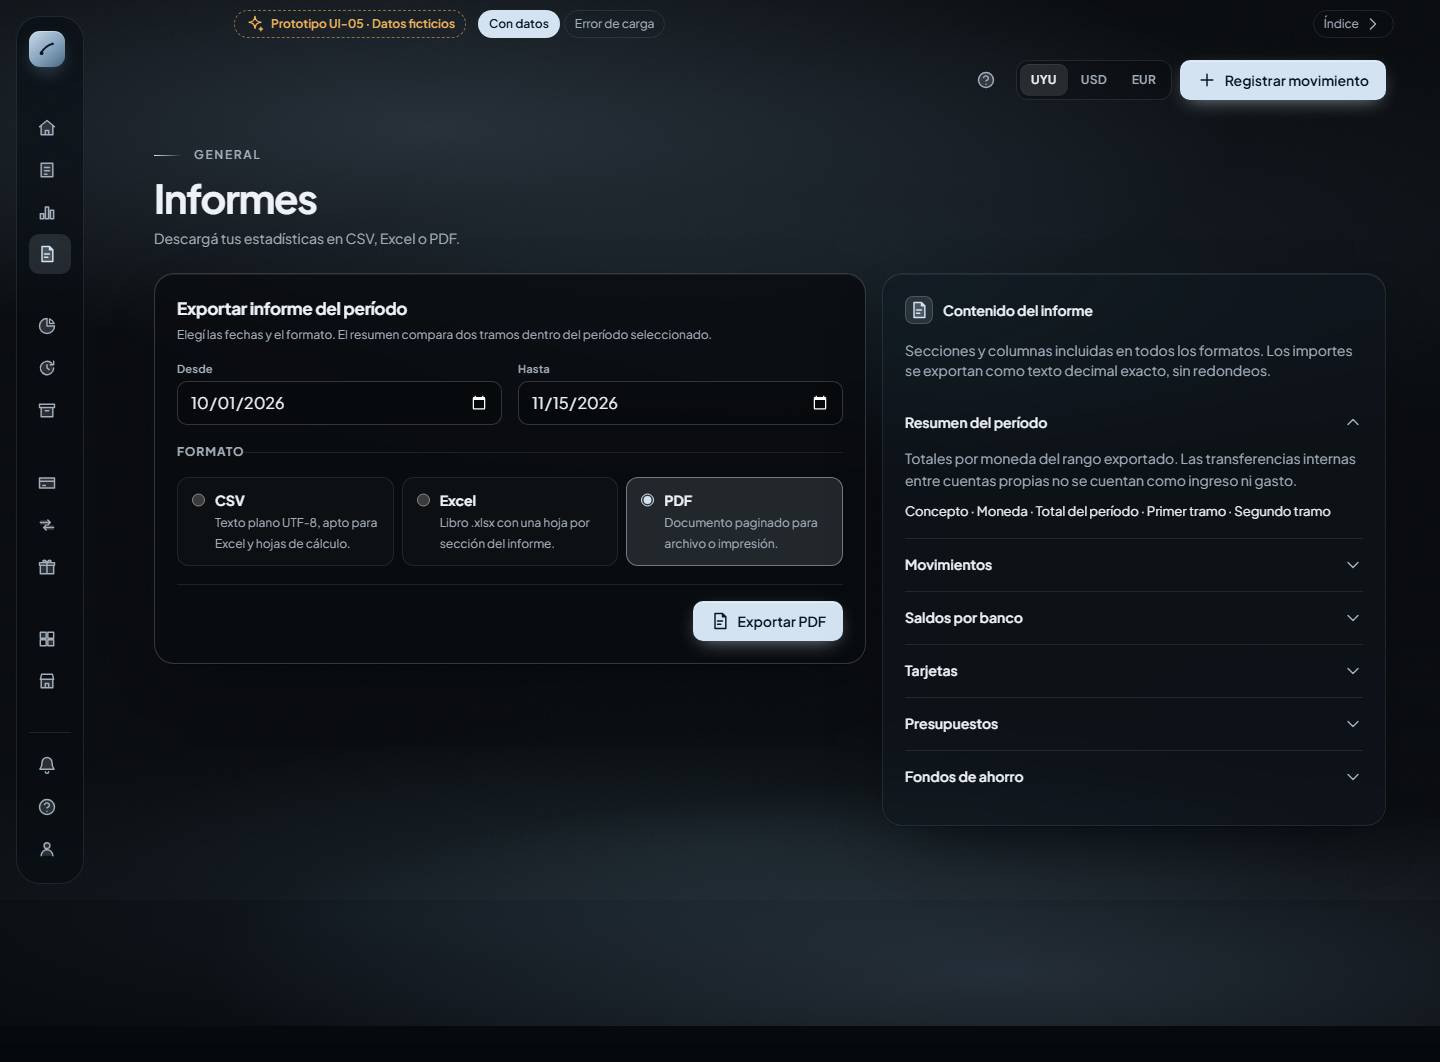 Prototipo UI-05 · Datos ficticios
Con datos
Error de carga
Índice
UYU
USD
EUR
Registrar movimiento
GENERAL
Informes
Descargá tus estadísticas en CSV, Excel o PDF.
Exportar informe del período
Elegí las fechas y el formato. El resumen compara dos tramos dentro del período seleccionado.
Desde
Hasta
10/01/2026
11/15/2026
FORMATO
CSV
Texto plano UTF-8, apto para
Excel y hojas de cálculo.
Excel
Libro .xlsx con una hoja por
sección del informe.
PDF
Documento paginado para
archivo o impresión.
Exportar PDF
Contenido del informe
Secciones y columnas incluidas en todos los formatos. Los importes
se exportan como texto decimal exacto, sin redondeos.
Resumen del período
Totales por moneda del rango exportado. Las transferencias internas
entre cuentas propias no se cuentan como ingreso ni gasto.
Concepto · Moneda · Total del período · Primer tramo · Segundo tramo
Movimientos
Saldos por banco
Tarjetas
Presupuestos
Fondos de ahorro